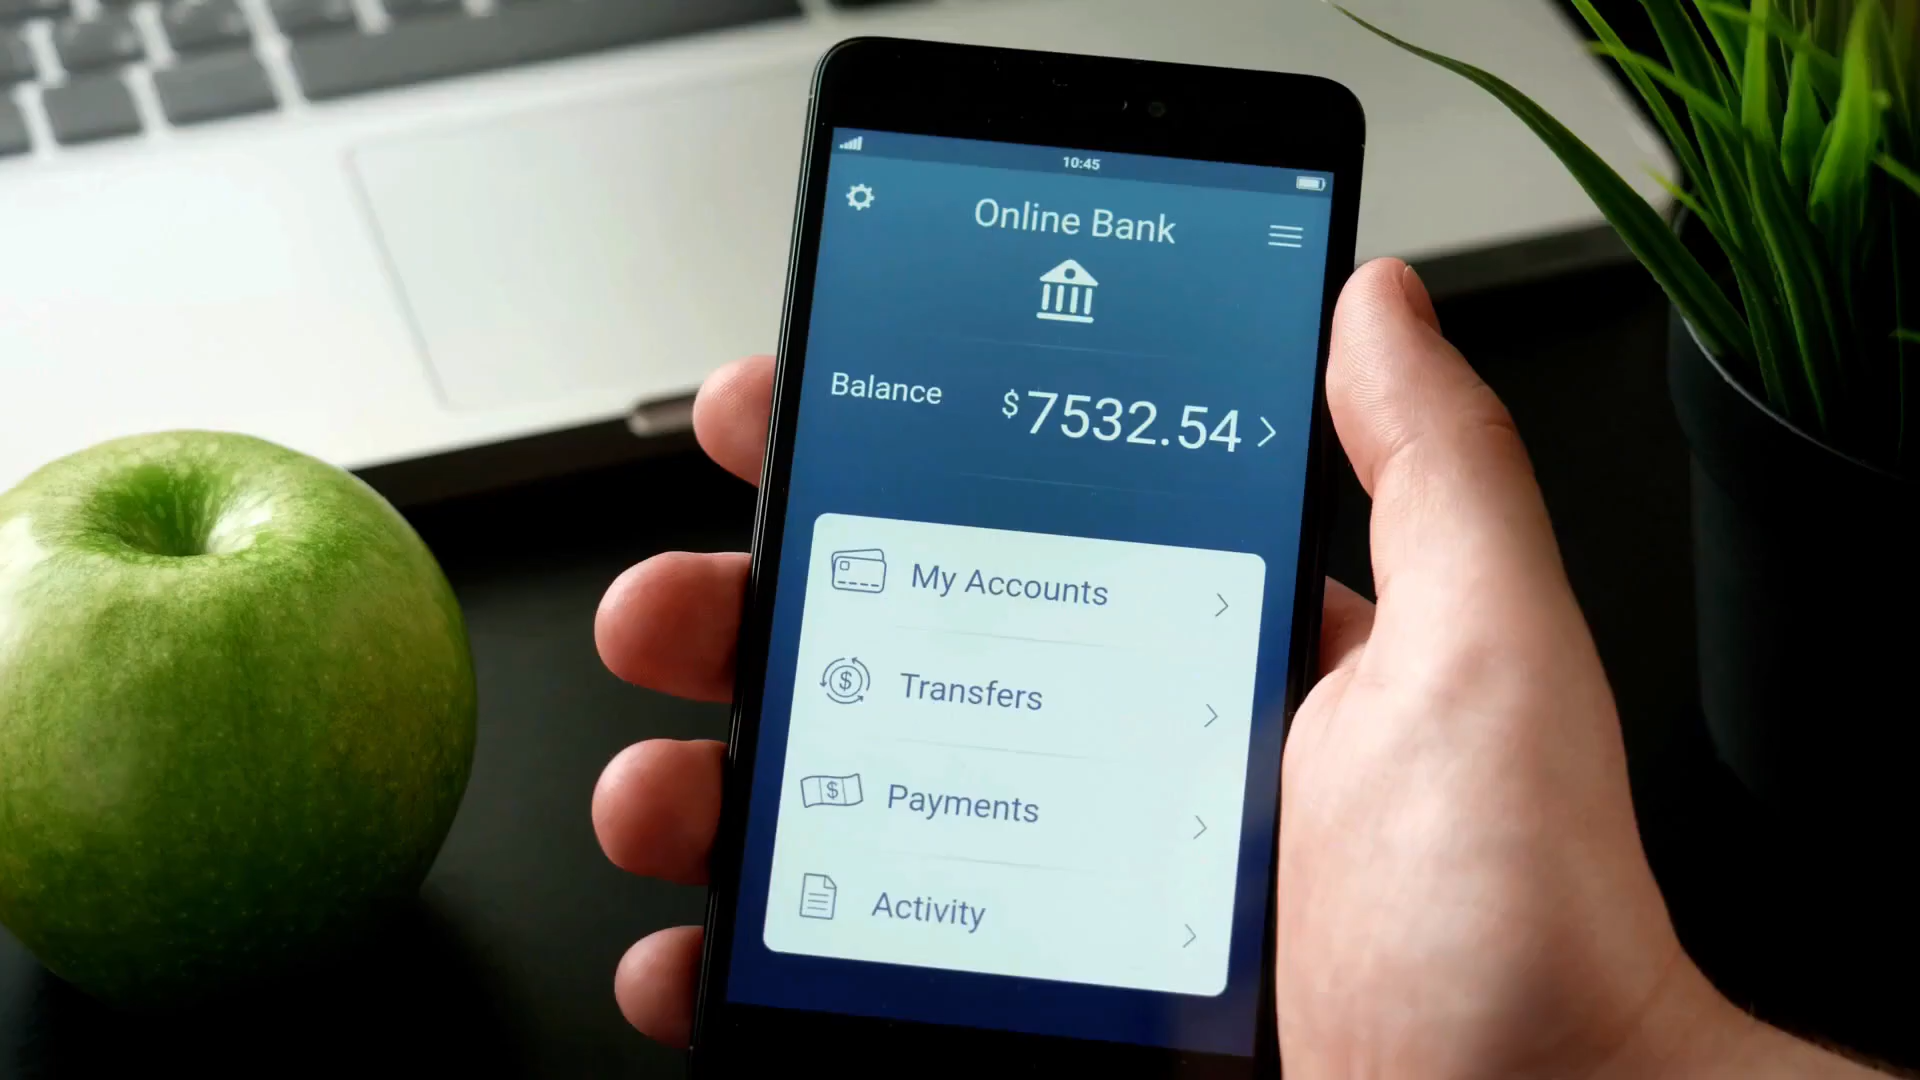 10:45
Online Bank
Balance $7532.54
My Accounts
Transfers
Payments
Activity